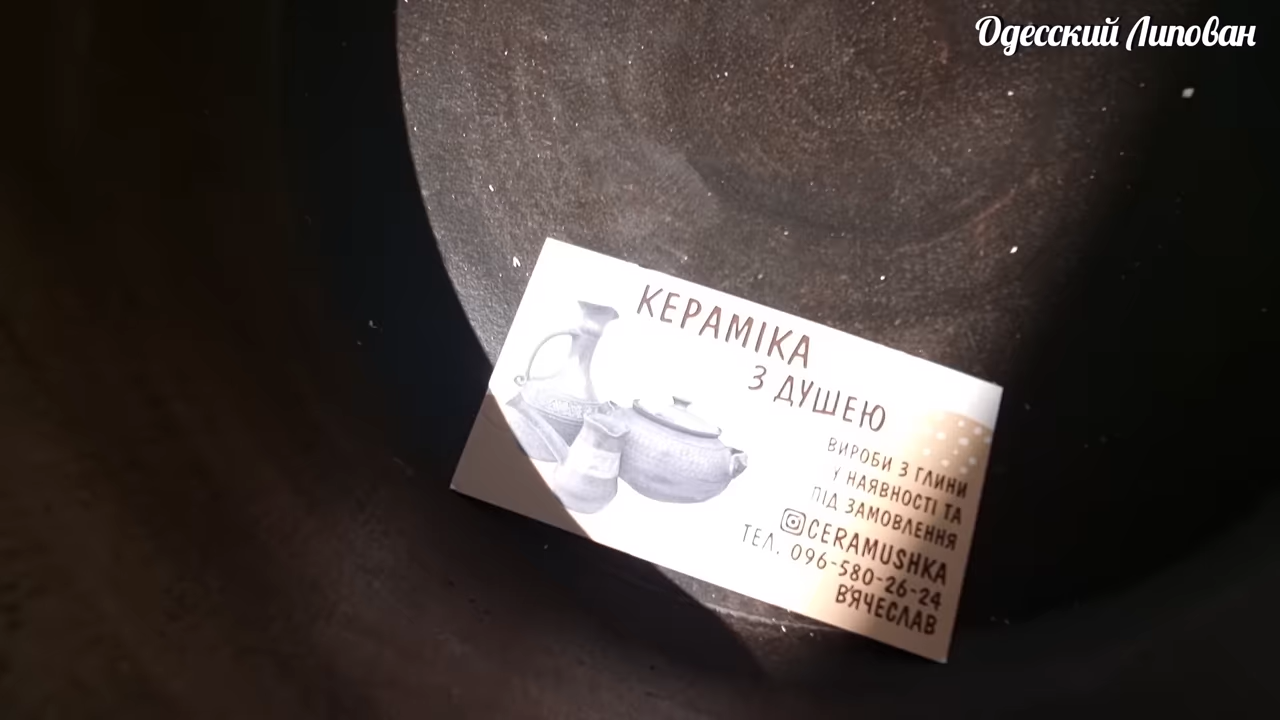 Одесский Липован
КЕРАМІКА
З ДУШЕЮ
ВИРОБИ З ГЛИНИ
У НАЯВНОСТІ ТА
ПІД ЗАМОВЛЕННЯ
CERAMUSHKA
ТЕЛ. 096-580-26-24
В'ЯЧЕСЛАВ